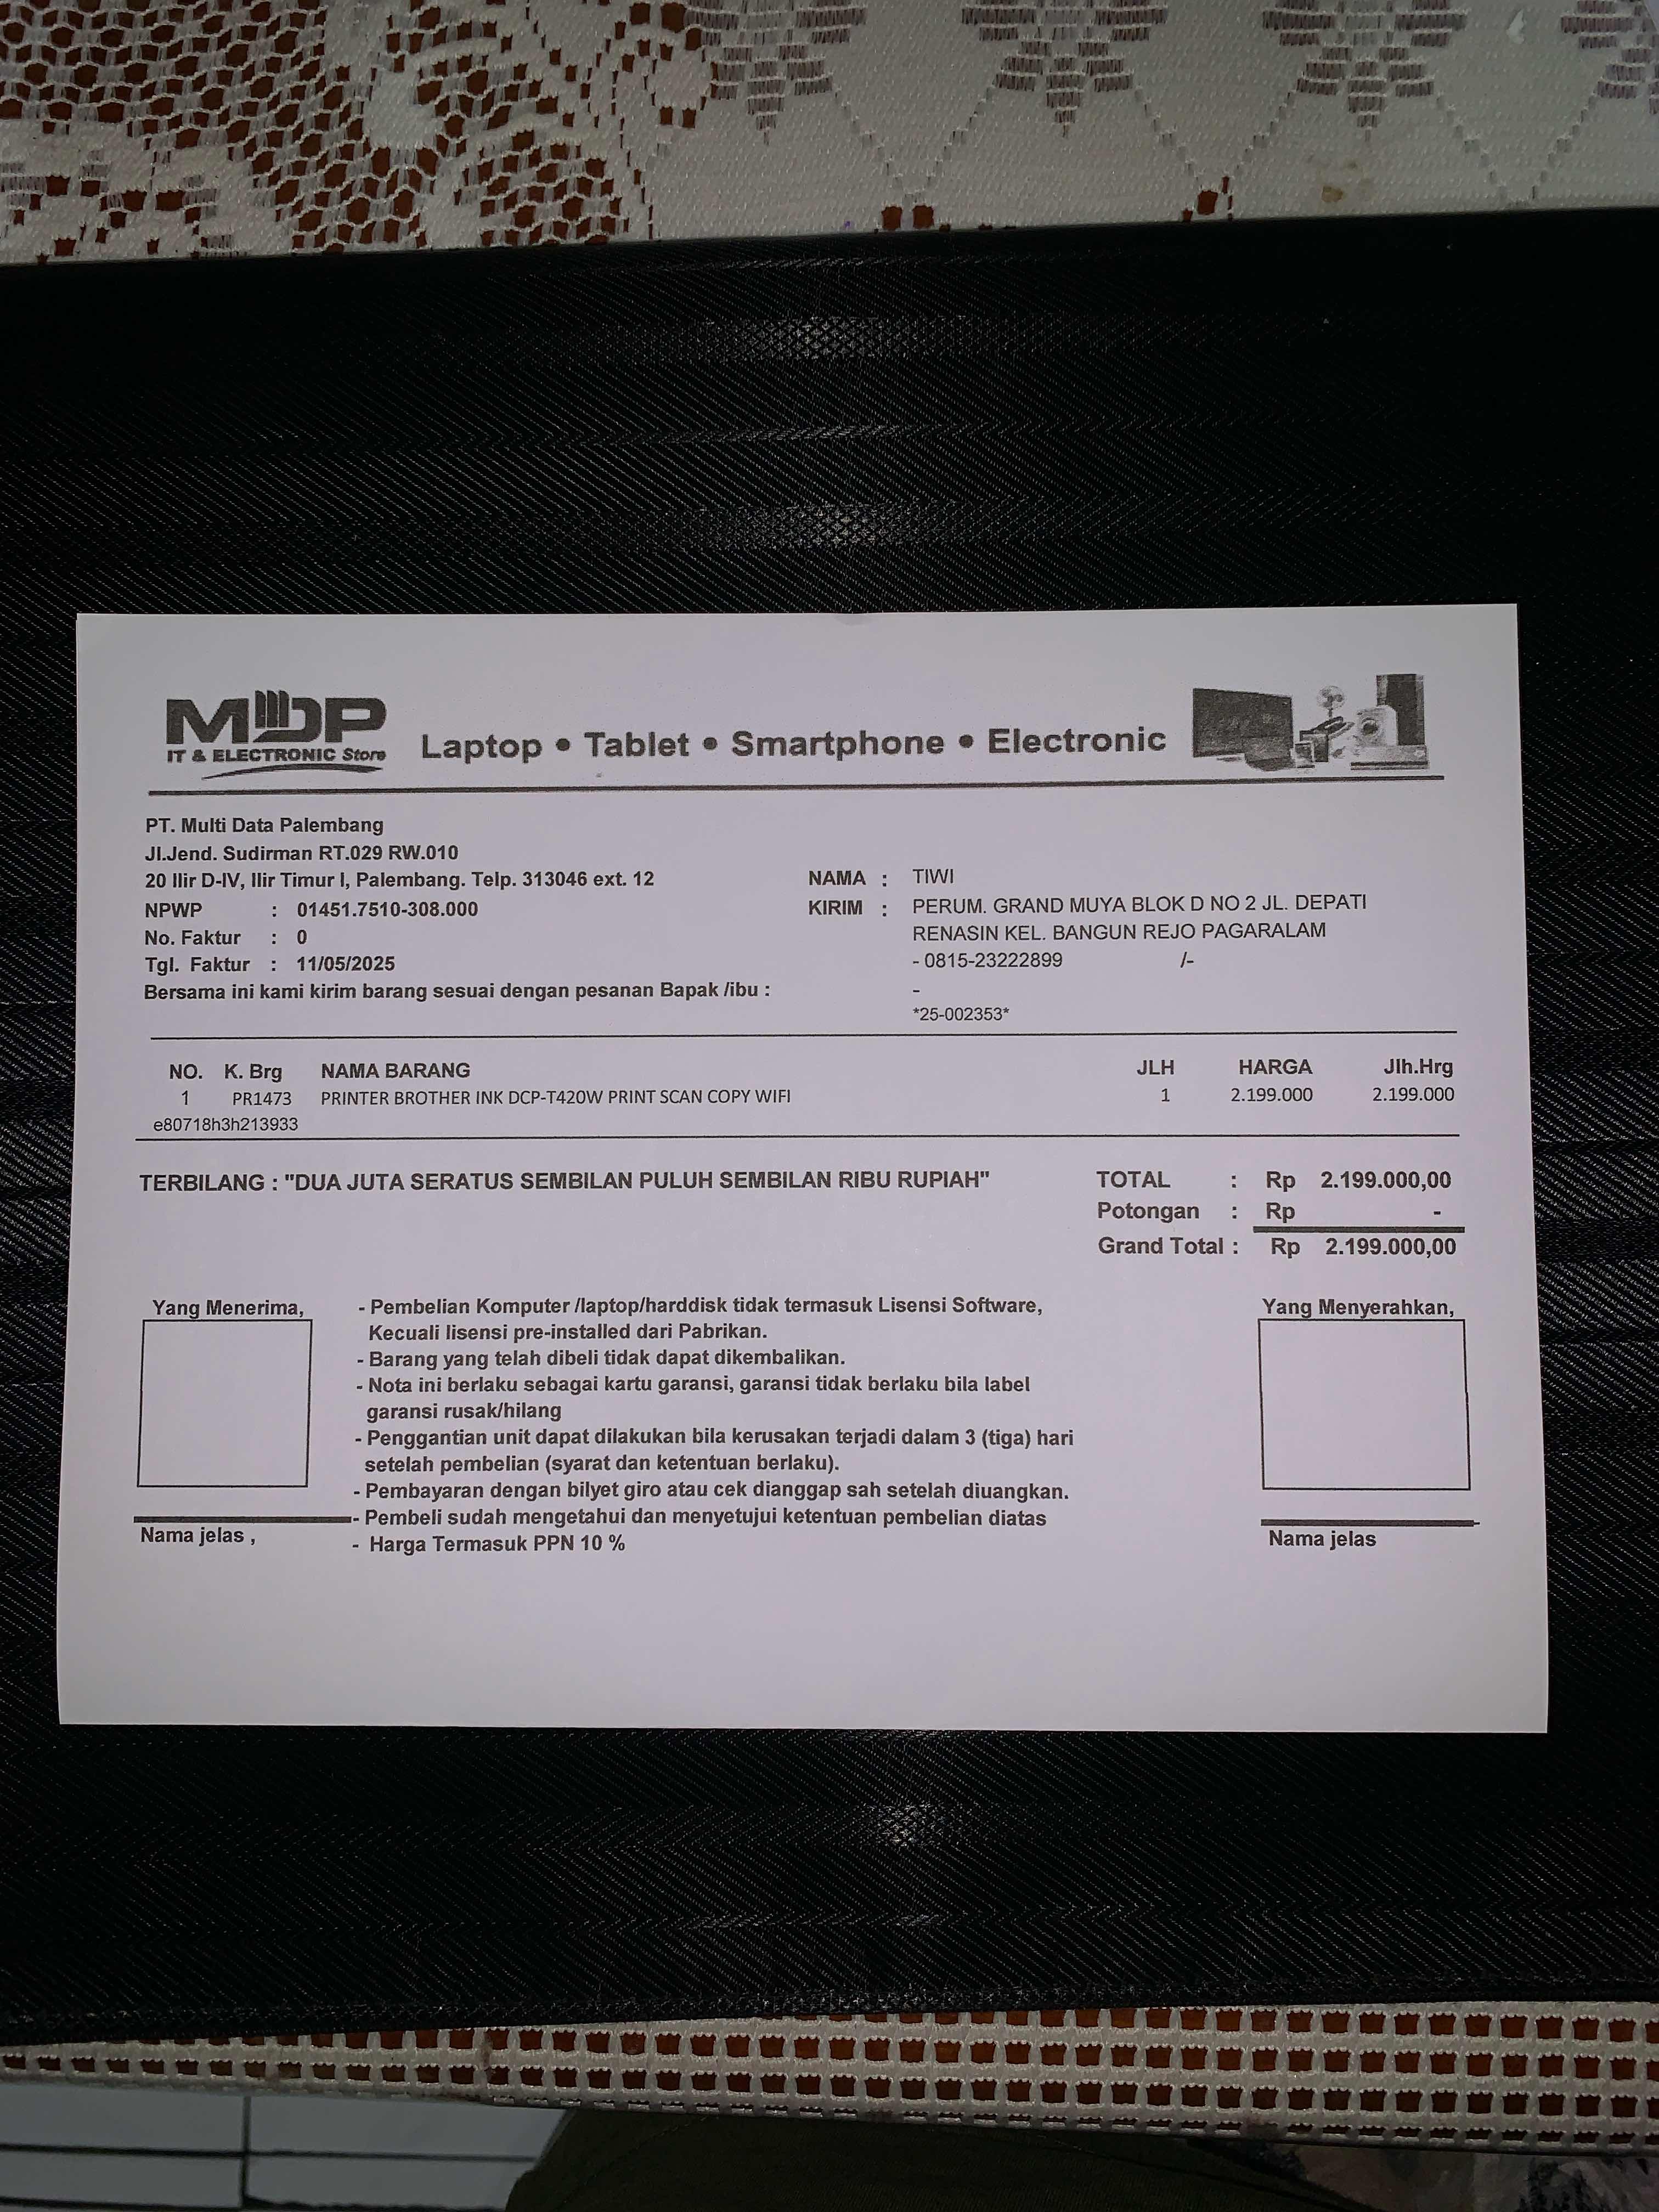 MDP
IT & ELECTRONIC Store
Laptop • Tablet • Smartphone • Electronic
PT. Multi Data Palembang
Jl.Jend. Sudirman RT.029 RW.010
20 Ilir D-IV, Ilir Timur I, Palembang. Telp. 313046 ext. 12
NPWP : 01451.7510-308.000
No. Faktur : 0
Tgl. Faktur : 11/05/2025
Bersama ini kami kirim barang sesuai dengan pesanan Bapak /ibu :
NAMA : TIWI
KIRIM : PERUM. GRAND MUYA BLOK D NO 2 JL. DEPATI
RENASIN KEL. BANGUN REJO PAGARALAM
- 0815-23222899 /-
-
*25-002353*
NO. K. Brg NAMA BARANG JLH HARGA Jlh.Hrg
1 PR1473 PRINTER BROTHER INK DCP-T420W PRINT SCAN COPY WIFI 1 2.199.000 2.199.000
e80718h3h213933
TERBILANG : "DUA JUTA SERATUS SEMBILAN PULUH SEMBILAN RIBU RUPIAH"
TOTAL : Rp 2.199.000,00
Potongan : Rp -
Grand Total : Rp 2.199.000,00
Yang Menerima,
Nama jelas ,
- Pembelian Komputer /laptop/harddisk tidak termasuk Lisensi Software,
Kecuali lisensi pre-installed dari Pabrikan.
- Barang yang telah dibeli tidak dapat dikembalikan.
- Nota ini berlaku sebagai kartu garansi, garansi tidak berlaku bila label
garansi rusak/hilang
- Penggantian unit dapat dilakukan bila kerusakan terjadi dalam 3 (tiga) hari
setelah pembelian (syarat dan ketentuan berlaku).
- Pembayaran dengan bilyet giro atau cek dianggap sah setelah diuangkan.
- Pembeli sudah mengetahui dan menyetujui ketentuan pembelian diatas
- Harga Termasuk PPN 10 %
Yang Menyerahkan,
Nama jelas